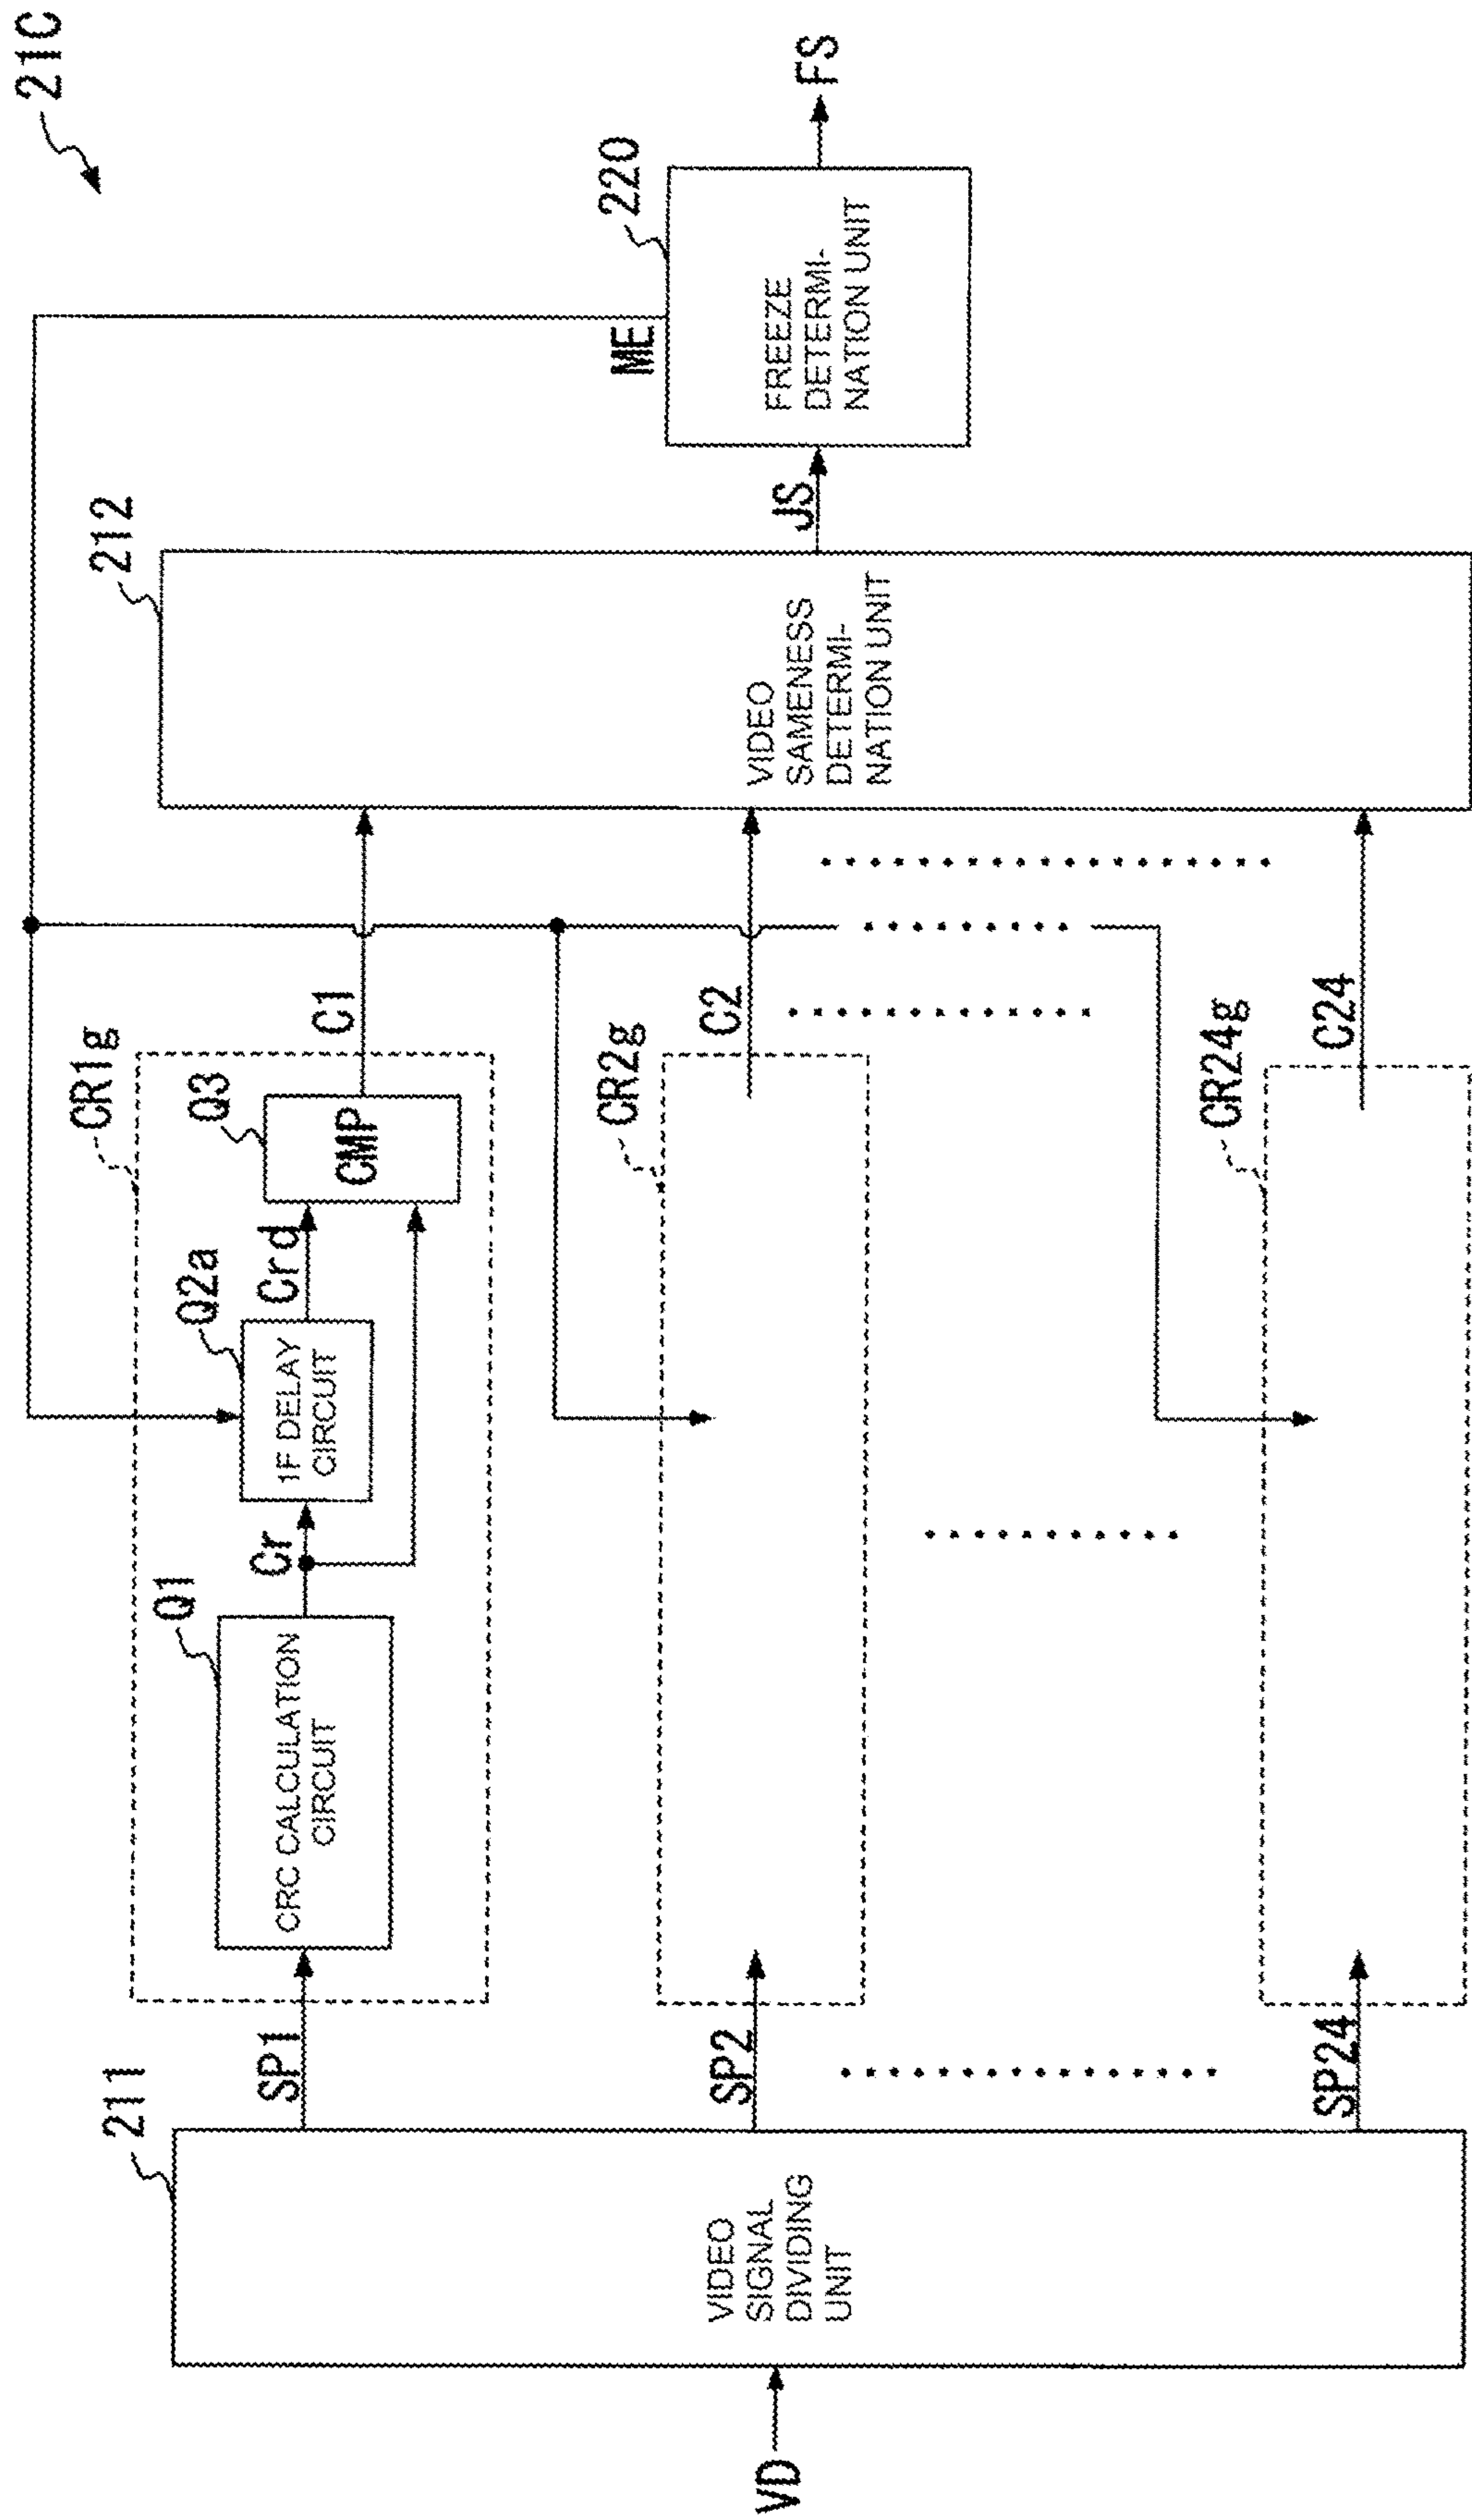 21C
VD
VIDEO
SIGNAL
DIVIDING
UNIT
211
SP1
SP2
SP24
CR1g
Q1
CRC CALCULATION
CIRCUIT
Cr
Q2a
1F DELAY
CIRCUIT
Crd
Q3
CMP
C1
CR2g
C2
CR24g
C24
212
VIDEO
SAMENESS
DETERMI-
NATION UNIT
JS
ME
220
FREEZE
DETERMI-
NATION UNIT
FS